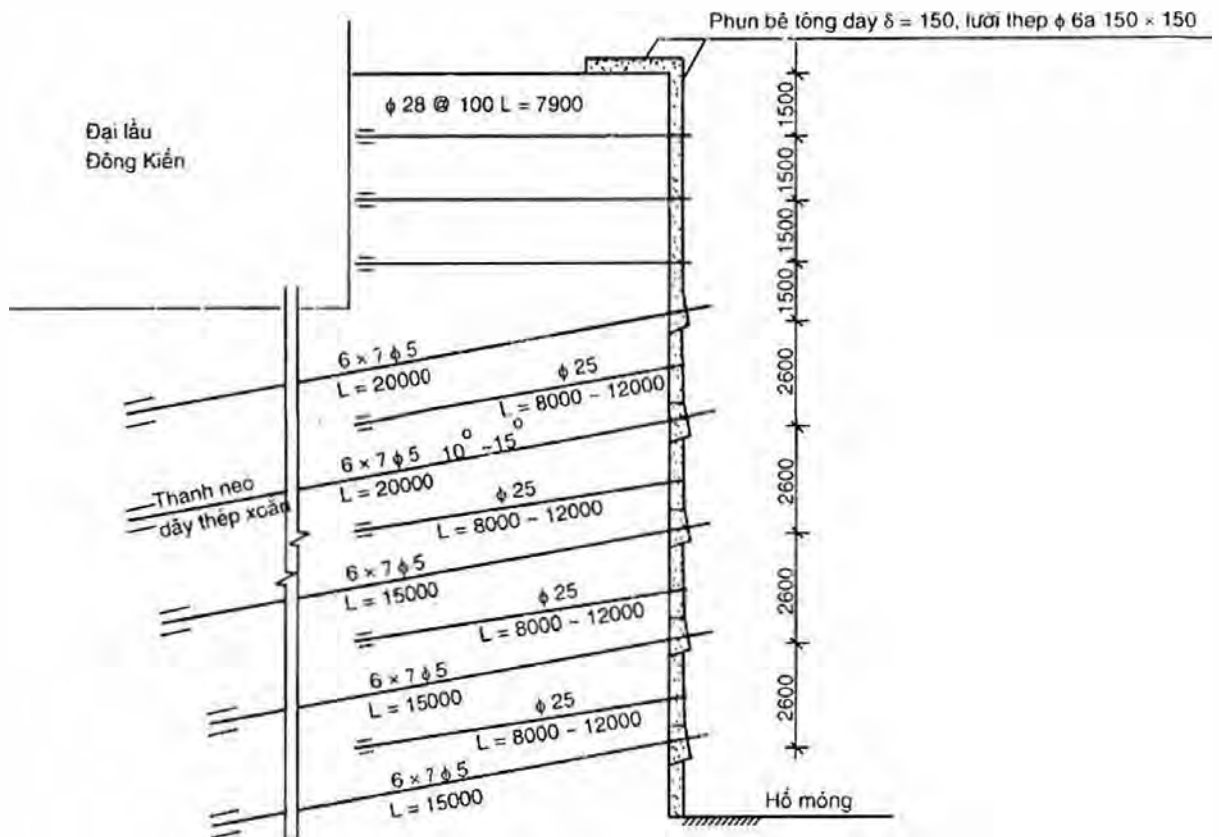 Phun bê tông dày δ = 150, lưới thép ϕ 6a 150 × 150
ϕ 28 @ 100 L = 7900
Đại lầu
Đông Kiến
1500
1500
1500
1500
6 × 7 ϕ 5
L = 20000
ϕ 25
L = 8000 ~ 12000
2600
6 × 7 ϕ 5 10° ~15°
L = 20000
Thanh neo
dây thép xoắn
ϕ 25
L = 8000 ~ 12000
2600
6 × 7 ϕ 5
L = 15000
ϕ 25
L = 8000 ~ 12000
2600
6 × 7 ϕ 5
L = 15000
ϕ 25
L = 8000 ~ 12000
2600
6 × 7 ϕ 5
L = 15000
Hố móng